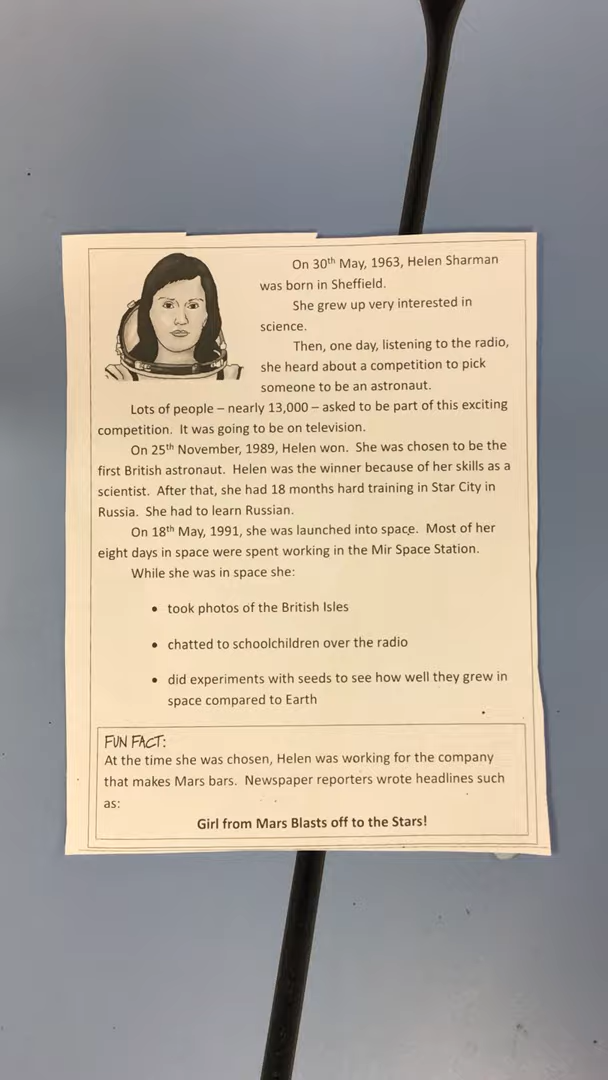 On 30th May, 1963, Helen Sharman
was born in Sheffield.
She grew up very interested in
science.
Then, one day, listening to the radio,
she heard about a competition to pick
someone to be an astronaut.
Lots of people – nearly 13,000 – asked to be part of this exciting
competition. It was going to be on television.
On 25th November, 1989, Helen won. She was chosen to be the
first British astronaut. Helen was the winner because of her skills as a
scientist. After that, she had 18 months hard training in Star City in
Russia. She had to learn Russian.
On 18th May, 1991, she was launched into space. Most of her
eight days in space were spent working in the Mir Space Station.
While she was in space she:
• took photos of the British Isles
• chatted to schoolchildren over the radio
• did experiments with seeds to see how well they grew in
space compared to Earth
FUN FACT:
At the time she was chosen, Helen was working for the company
that makes Mars bars. Newspaper reporters wrote headlines such
as:
Girl from Mars Blasts off to the Stars!